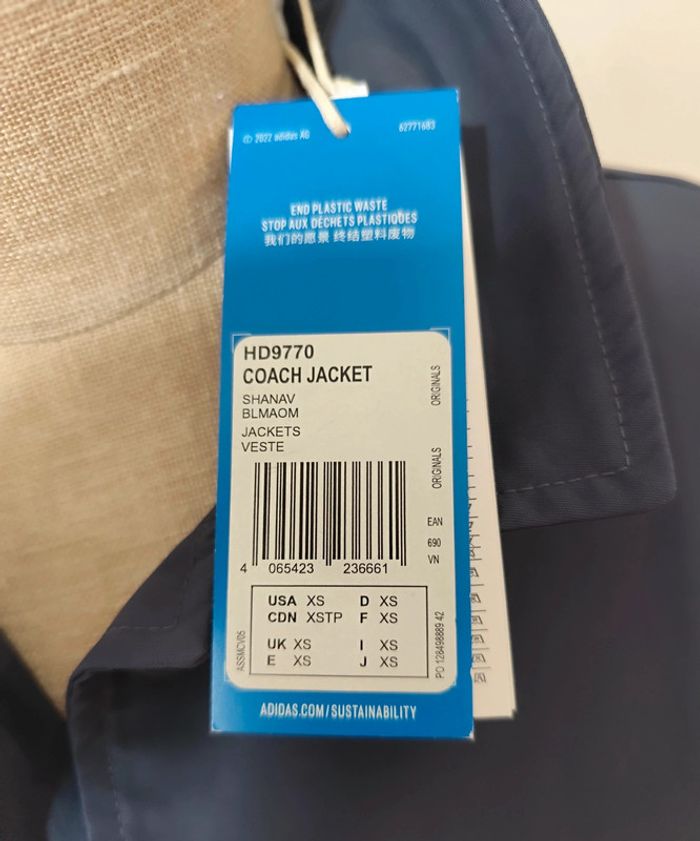 © 2022 adidas AG 62771683
END PLASTIC WASTE
STOP AUX DÉCHETS PLASTIQUES
我们的愿景 终结塑料废物
HD9770
COACH JACKET
SHANAV
BLMAOM
JACKETS
VESTE
ORIGINALS
ORIGINALS
EAN
690
VN
4 065423 236661
USA XS D XS
CDN XSTP F XS
UK XS I XS
E XS J XS
ASSMCV05
PO 128498889 42
ADIDAS.COM/SUSTAINABILITY